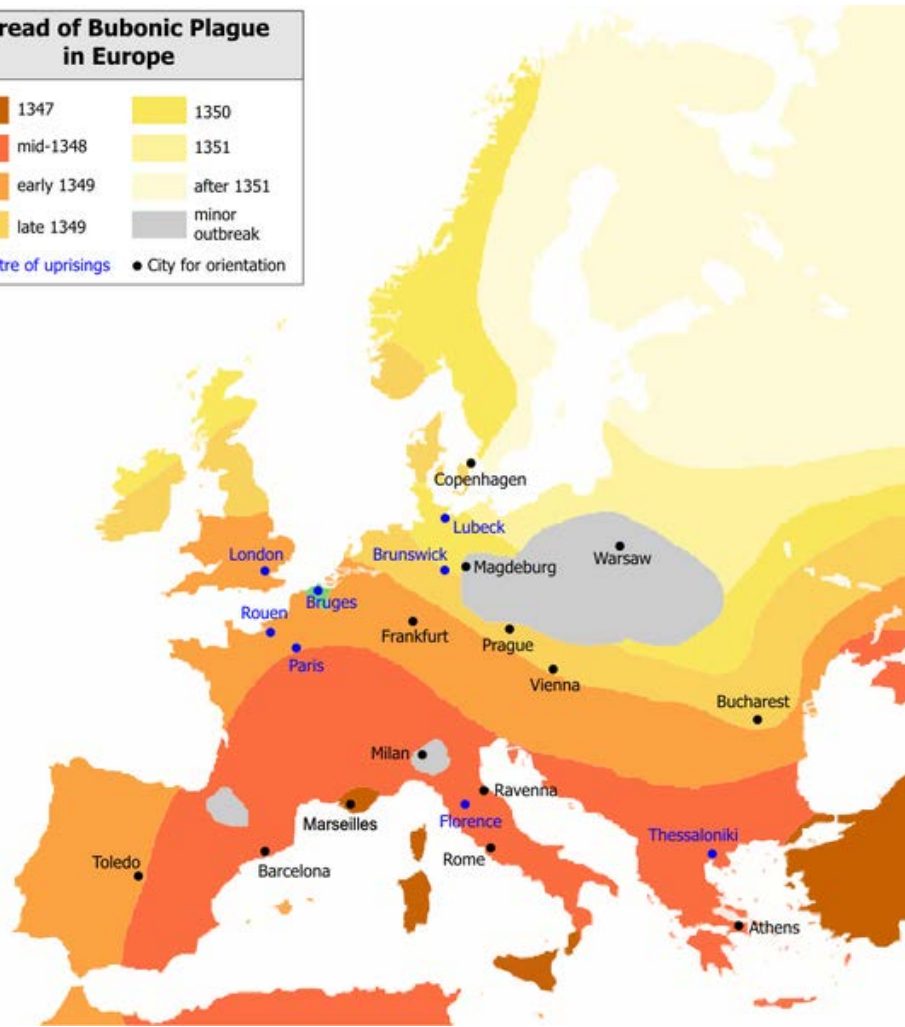 read of Bubonic Plague
in Europe
1347
1350
mid-1348
1351
early 1349
after 1351
late 1349
minor
outbreak
tre of uprisings
City for orientation
Copenhagen
Lubeck
London
Brunswick
Magdeburg
Warsaw
Bruges
Rouen
Frankfurt
Prague
Paris
Vienna
Bucharest
Milan
Ravenna
Marseilles
Florence
Thessaloniki
Toledo
Rome
Barcelona
Athens